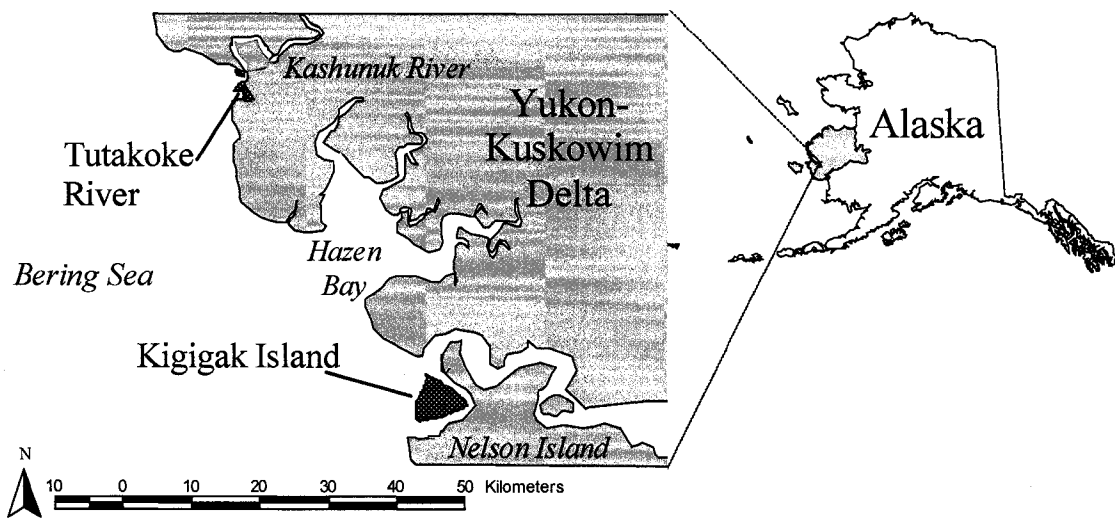 Kashunuk River
Yukon-
Kuskowim
Delta
Alaska
Tutakoke
River
Hazen
Bay
Bering Sea
Kigigak Island
Nelson Island
N
10 0 10 20 30 40 50 Kilometers